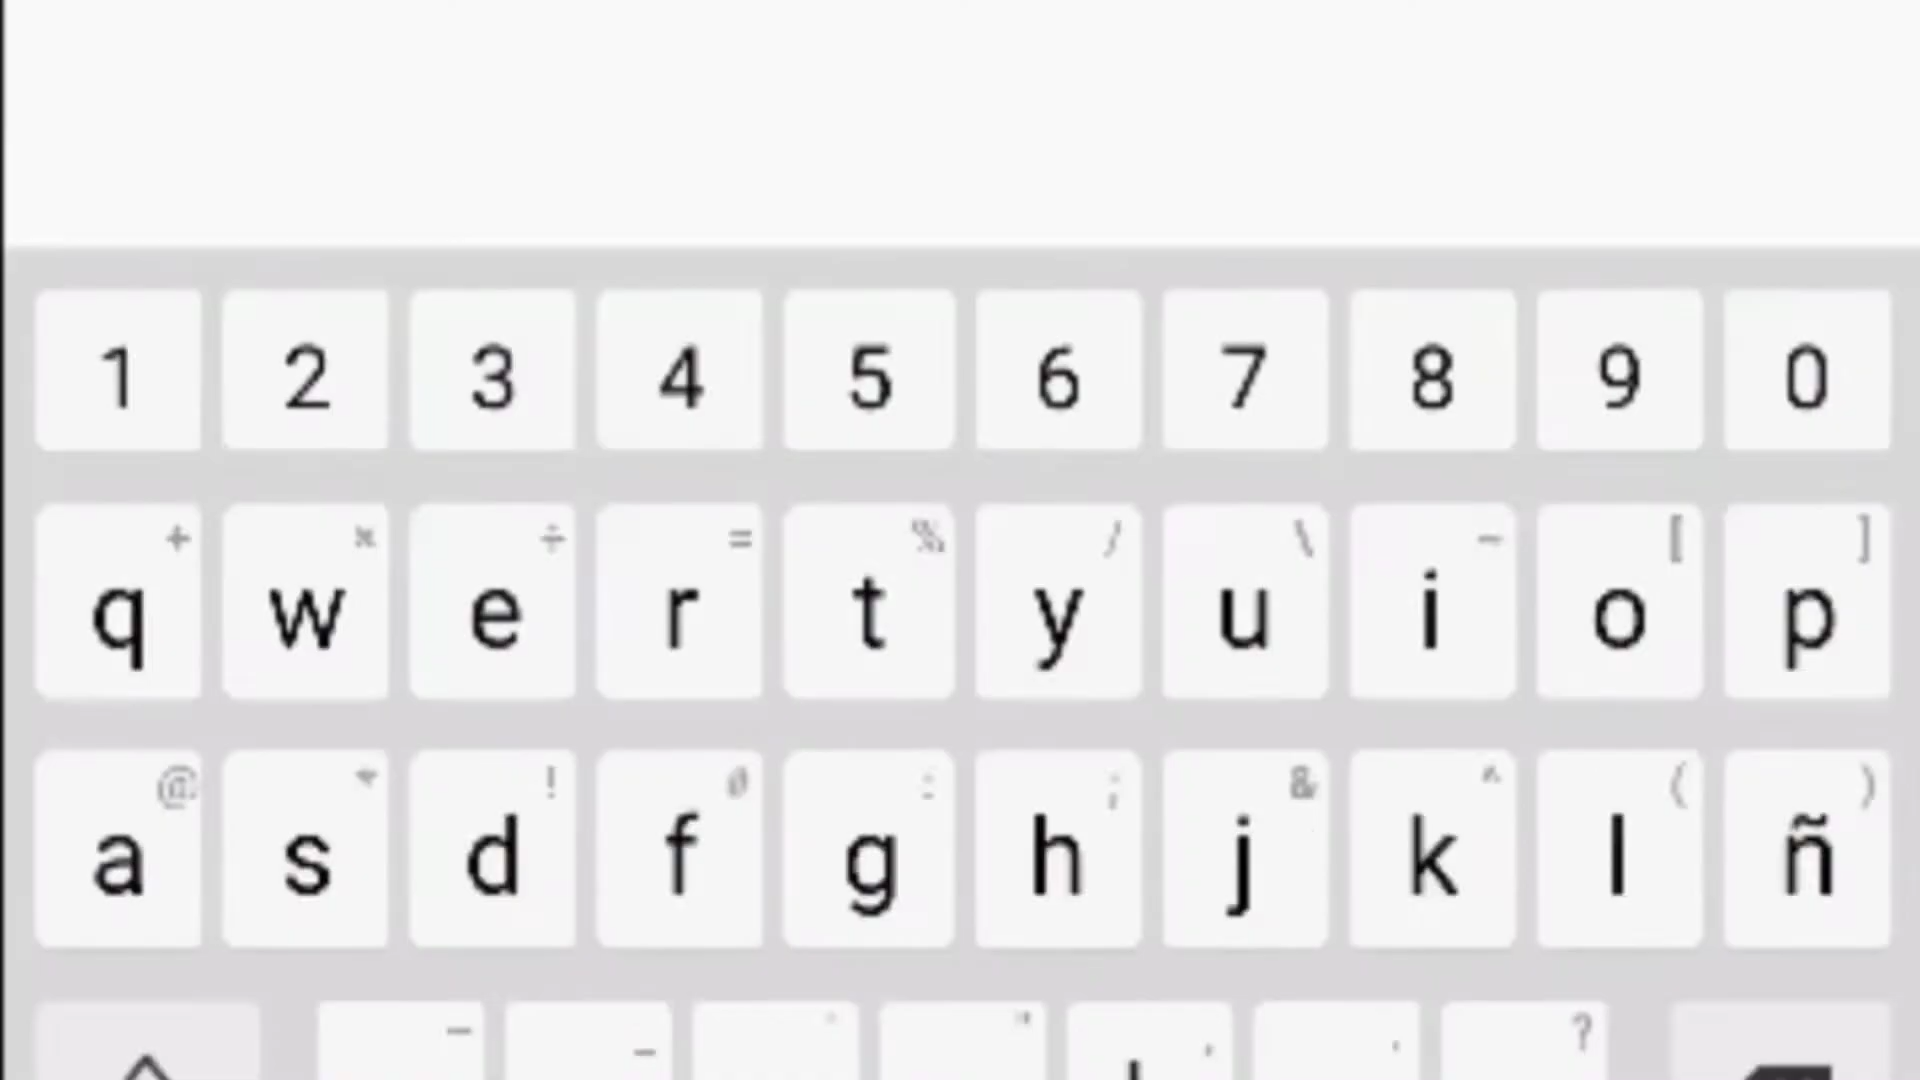 1 2 3 4 5 6 7 8 9 0
+ × ÷ = % / \ ~ [ ]
q w e r t y u i o p
@ * ! : ; & ^ ( )
a s d f g h j k l ñ
- _ ' " , . ?